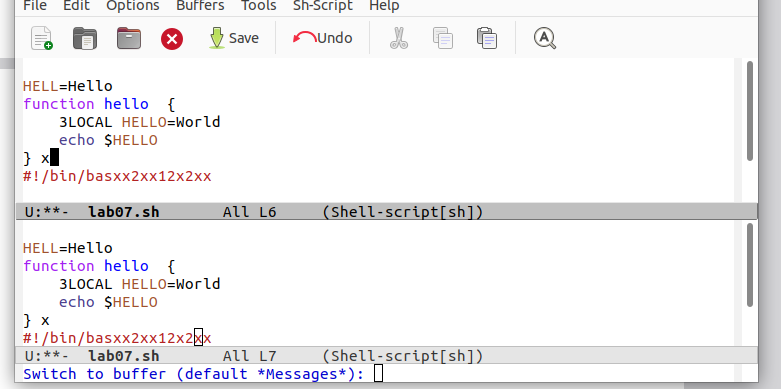 File Edit Options Buffers Tools Sh-Script Help
Save Undo
HELL=Hello
function hello  {
    3LOCAL HELLO=World
    echo $HELLO
} x
#!/bin/basxx2xx12x2xx
U:**-  lab07.sh       All L6     (Shell-script[sh])
HELL=Hello
function hello  {
    3LOCAL HELLO=World
    echo $HELLO
} x
#!/bin/basxx2xx12x2xx
U:**-  lab07.sh       All L7     (Shell-script[sh])
Switch to buffer (default *Messages*):